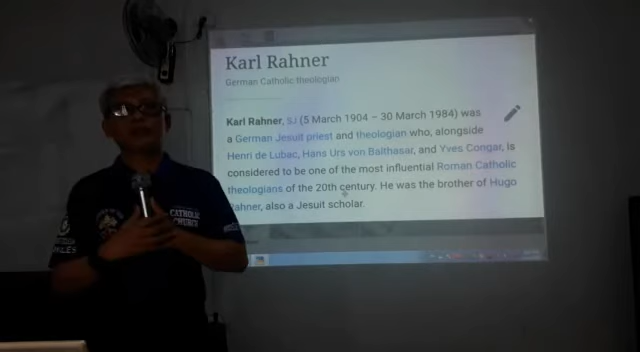 Karl Rahner
German Catholic theologian
Karl Rahner, SJ (5 March 1904 – 30 March 1984) was
a German Jesuit priest and theologian who, alongside
Henri de Lubac, Hans Urs von Balthasar, and Yves Congar, is
considered to be one of the most influential Roman Catholic
theologians of the 20th century. He was the brother of Hugo
Rahner, also a Jesuit scholar.
CATHOLIC
CHURCH